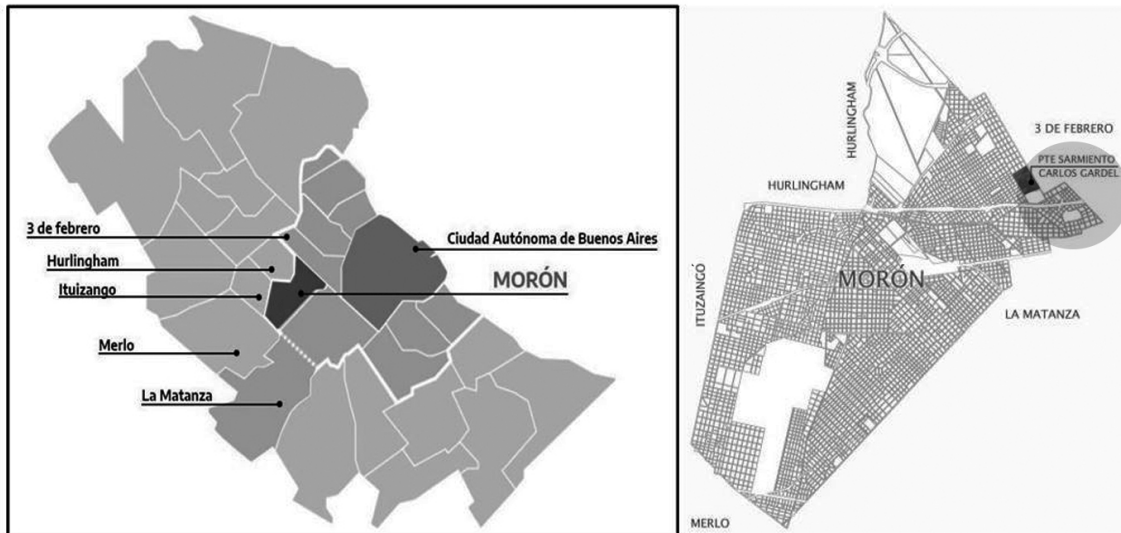 3 de febrero
Hurlingham
Ituizango
Merlo
La Matanza
Ciudad Autónoma de Buenos Aires
MORÓN
HURLINGHAM
3 DE FEBRERO
PTE SARMIENTO
CARLOS GARDEL
HURLINGHAM
MORÓN
ITUZAINGÓ
LA MATANZA
MERLO